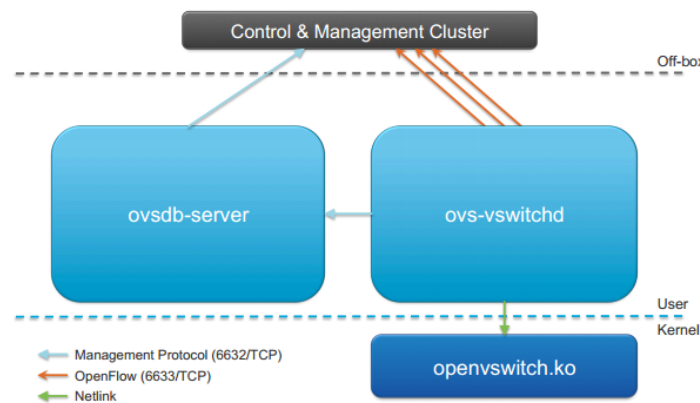 Control & Management Cluster
Off-box
ovsdb-server
ovs-vswitchd
User
Kernel
Management Protocol (6632/TCP)
OpenFlow (6633/TCP)
Netlink
openvswitch.ko